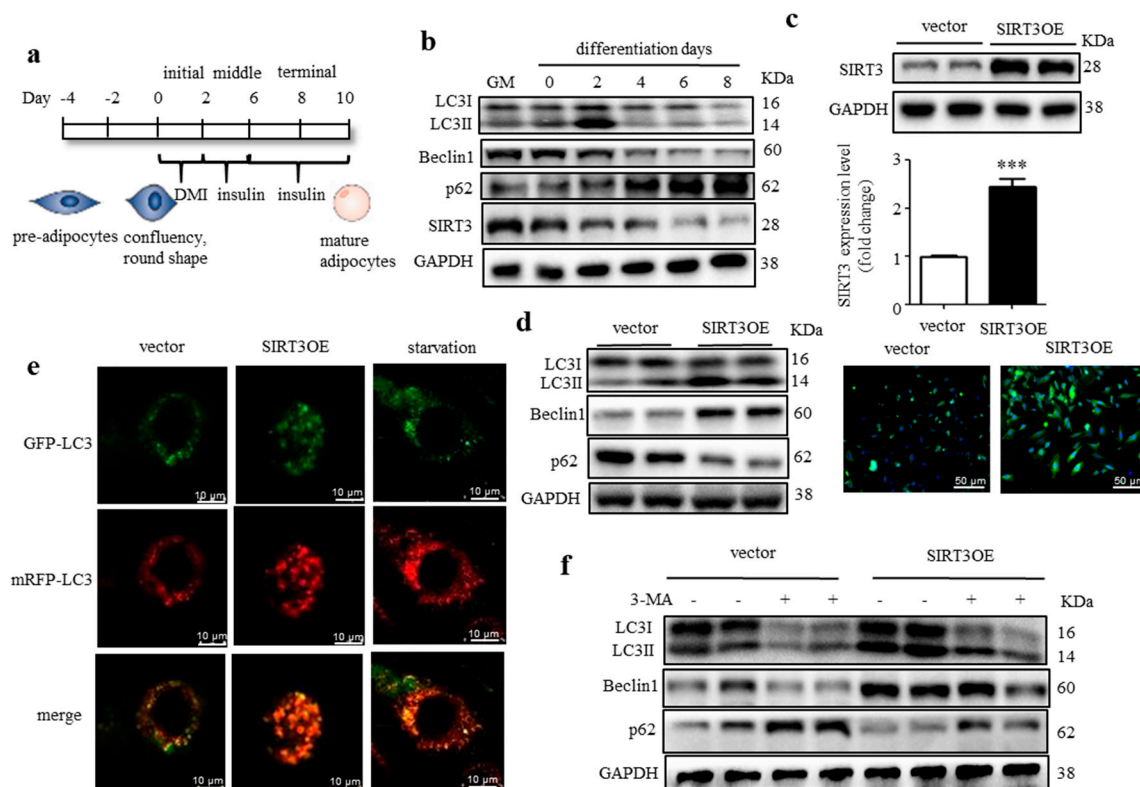 a
initial middle terminal
Day -4 -2 0 2 6 8 10
DMI insulin insulin
pre-adipocytes
confluency,
round shape
mature
adipocytes
b
differentiation days
GM 0 2 4 6 8 KDa
LC3I 16
LC3II 14
Beclin1 60
p62 62
SIRT3 28
GAPDH 38
c
vector SIRT3OE KDa
SIRT3 28
GAPDH 38
SIRT3 expression level
(fold change)
3
2
1
0
***
vector SIRT3OE
vector SIRT3OE
50 μm 50 μm
d
vector SIRT3OE KDa
LC3I 16
LC3II 14
Beclin1 60
p62 62
GAPDH 38
e
vector SIRT3OE starvation
GFP-LC3
10 μm 10 μm 10 μm
mRFP-LC3
10 μm 10 μm 10 μm
merge
10 μm 10 μm 10 μm
f
vector SIRT3OE
3-MA - - + + - - + + KDa
LC3I 16
LC3II 14
Beclin1 60
p62 62
GAPDH 38